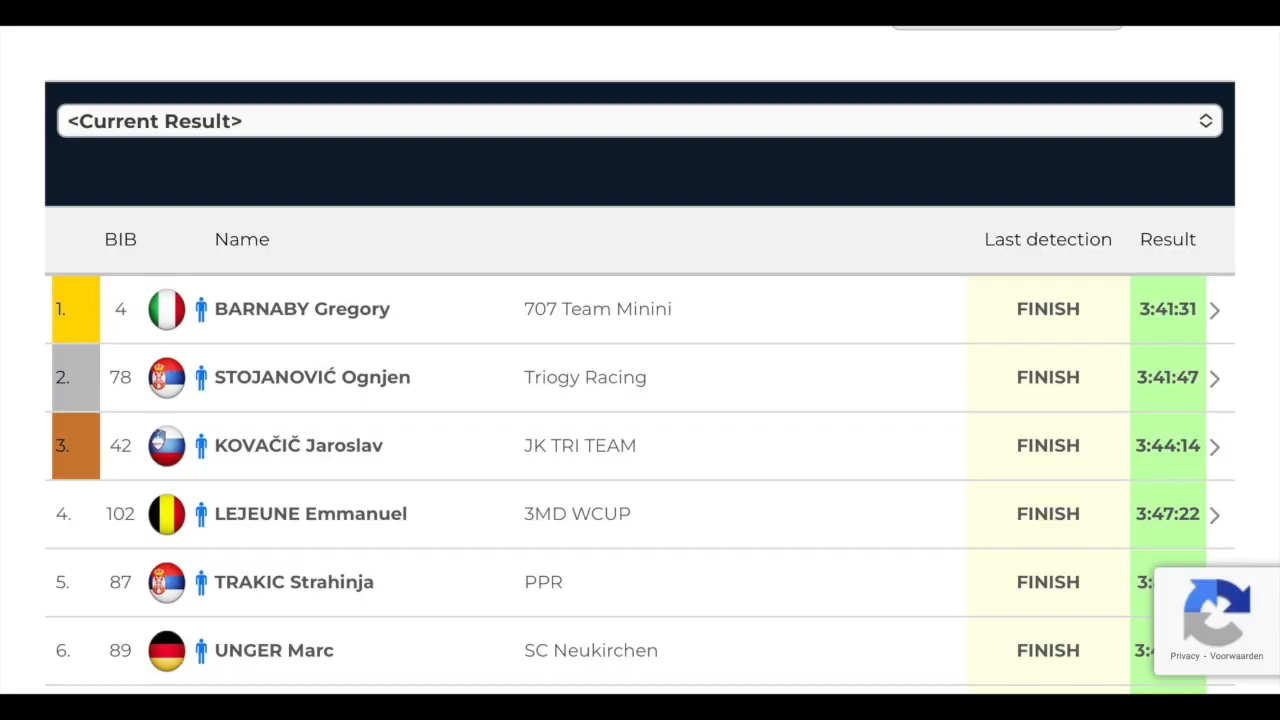 <Current Result>
BIB Name Last detection Result
1. 4 BARNABY Gregory 707 Team Minini FINISH 3:41:31
2. 78 STOJANOVIĆ Ognjen Triogy Racing FINISH 3:41:47
3. 42 KOVAČIČ Jaroslav JK TRI TEAM FINISH 3:44:14
4. 102 LEJEUNE Emmanuel 3MD WCUP FINISH 3:47:22
5. 87 TRAKIC Strahinja PPR FINISH
6. 89 UNGER Marc SC Neukirchen FINISH
Privacy - Voorwaarden